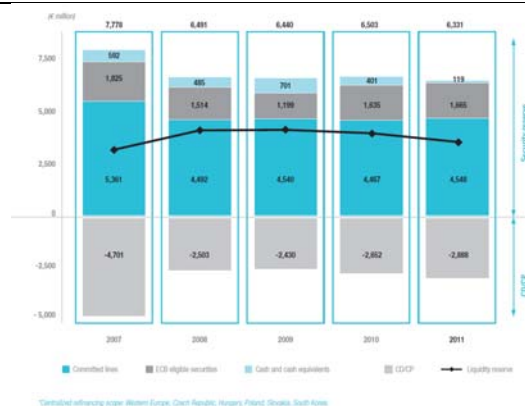 (€ million)
7,778 6,491 6,440 6,503 6,331
7,500
592
1,825
485
1,514
701
1,199
401
1,635
119
1,665
5,000
2,500
5,361 4,492 4,540 4,467 4,548
0
-4,701 -2,503 -2,430 -2,652 -2,888
-2,500
- 5,000
CD/CP
2007 2008 2009 2010 2011
Committed lines ECB eligible securities Cash and cash equivalents CD/CP Liquidity reserve
*Centralized refinancing scope: Western Europe, Czech Republic, Hungary, Poland, Slovakia, South Korea.